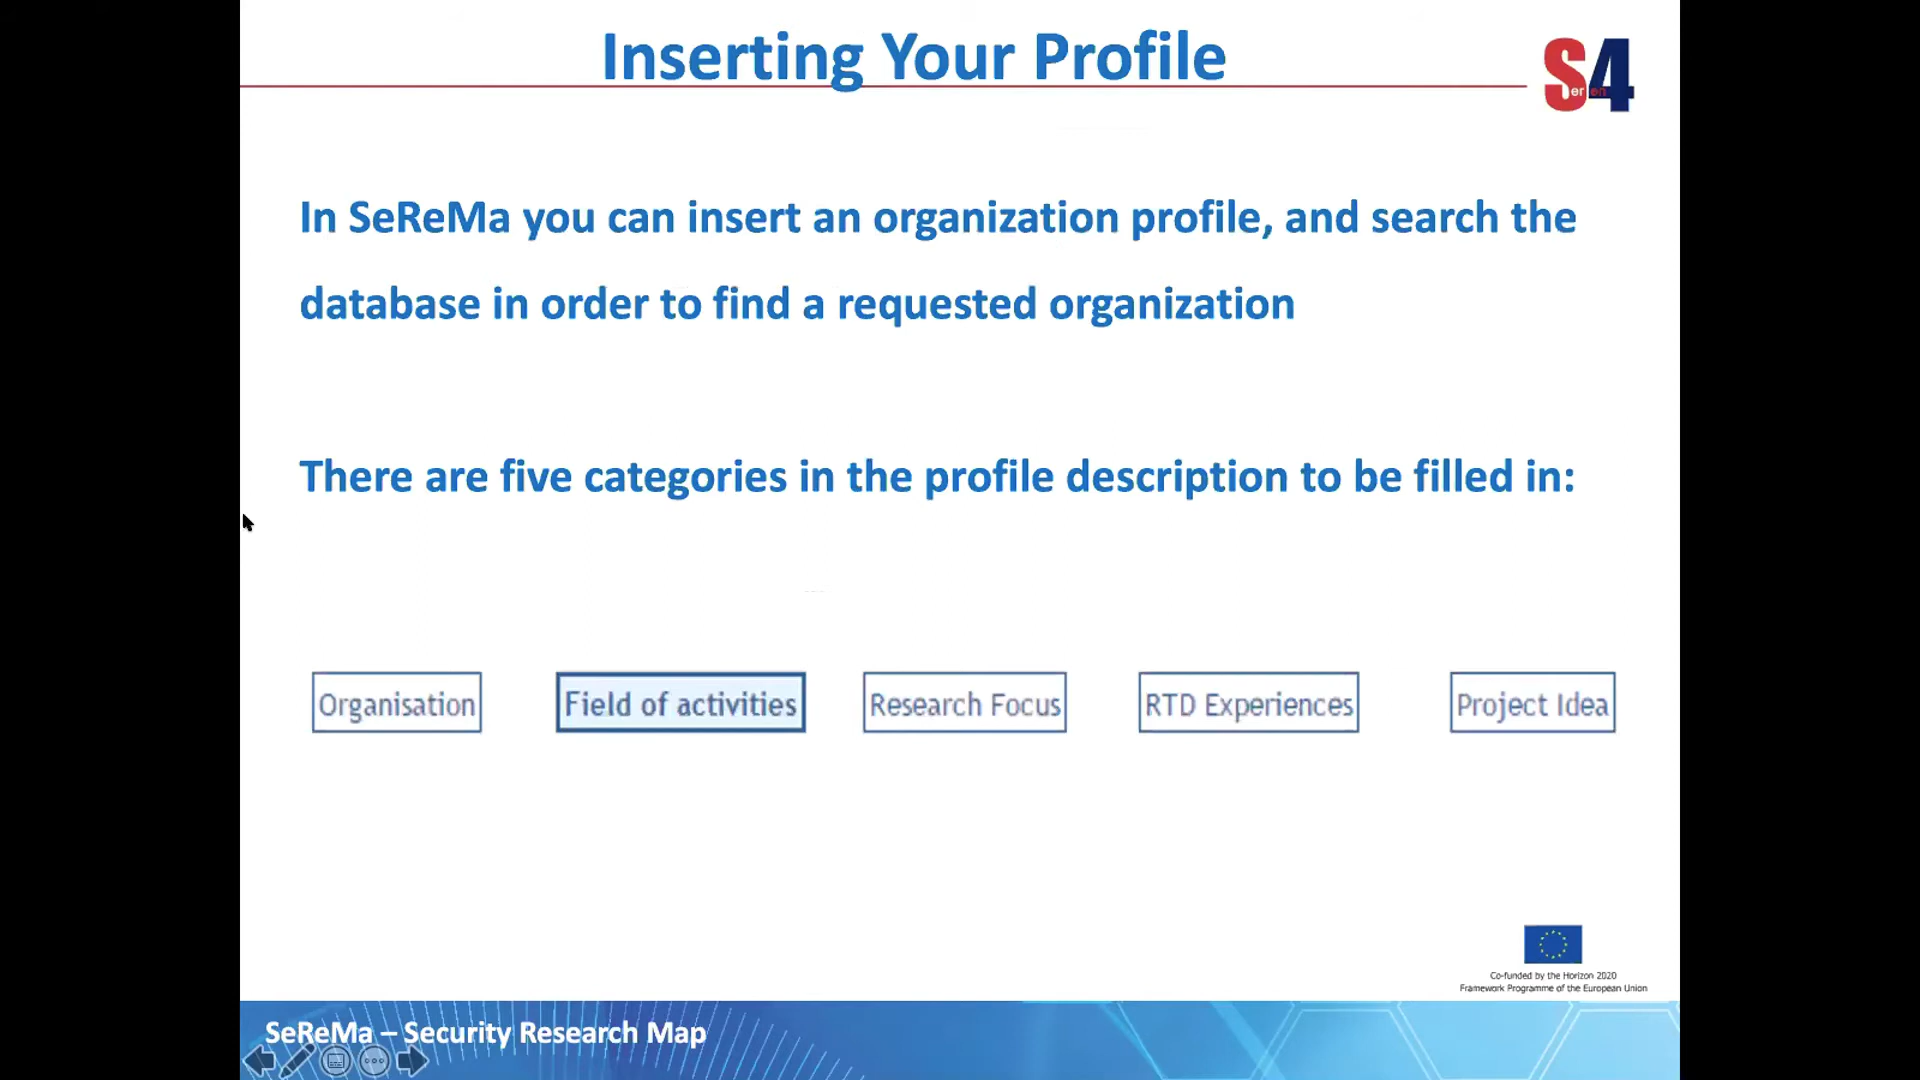 Inserting Your Profile
S4
er en
In SeReMa you can insert an organization profile, and search the
database in order to find a requested organization
There are five categories in the profile description to be filled in:
Organisation
Field of activities
Research Focus
RTD Experiences
Project Idea
Co-funded by the Horizon 2020
Framework Programme of the European Union
SeReMa – Security Research Map